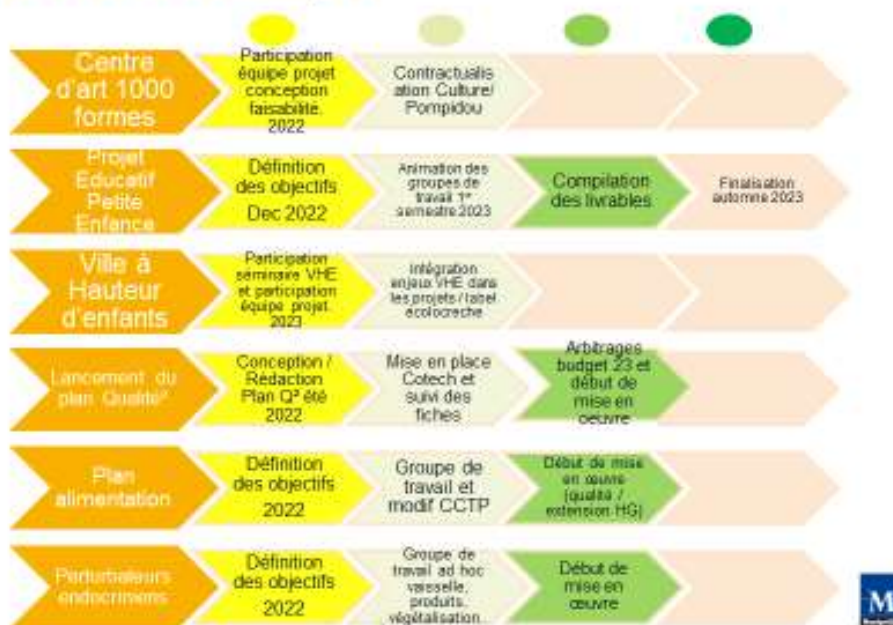 Centre
d'art 1000
formes
Participation
équipe projet
conception
faisabilité.
2022
Contractualis
ation Culture/
Pompidou
Projet
Educatif
Petite
Enfance
Définition
des objectifs
Dec 2022
Animation des
groupes de
travail 1er
semestre 2023
Compilation
des livrables
Finalisation
automne 2023
Ville à
Hauteur
d'enfants
Participation
séminaire VHE
et participation
équipe projet.
2023
Intégration
enjeux VHE dans
les projets / label
ecolocreche
Lancement du
plan Qualité²
Conception /
Rédaction
Plan Q² été
2022
Mise en place
Cotech et
suivi des
fiches
Arbitrages
budget 23 et
début de
mise en
oeuvre
Plan
alimentation
Définition
des objectifs
2022
Groupe de
travail et
modif CCTP
Début de mise
en œuvre
(qualité /
extension HG)
Perturbateurs
endocriniens
Définition
des objectifs
2022
Groupe de
travail ad hoc
vaisselle,
produits,
végétalisation...
Début de
mise en
œuvre
M